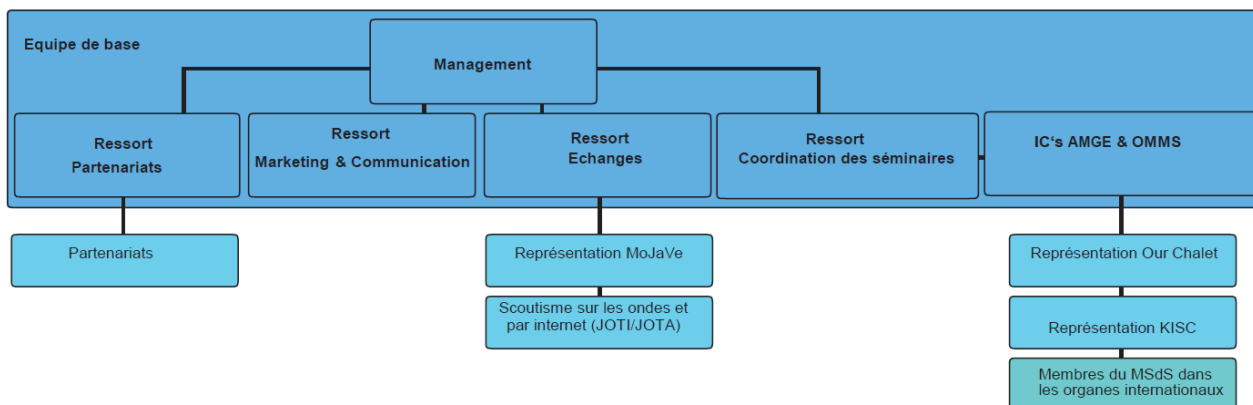 Equipe de base
Management
Ressort
Partenariats
Ressort
Marketing & Communication
Ressort
Echanges
Ressort
Coordination des séminaires
IC‘s AMGE & OMMS
Partenariats
Représentation MoJaVe
Scoutisme sur les ondes et
par internet (JOTI/JOTA)
Représentation Our Chalet
Représentation KISC
Membres du MSdS dans
les organes internationaux